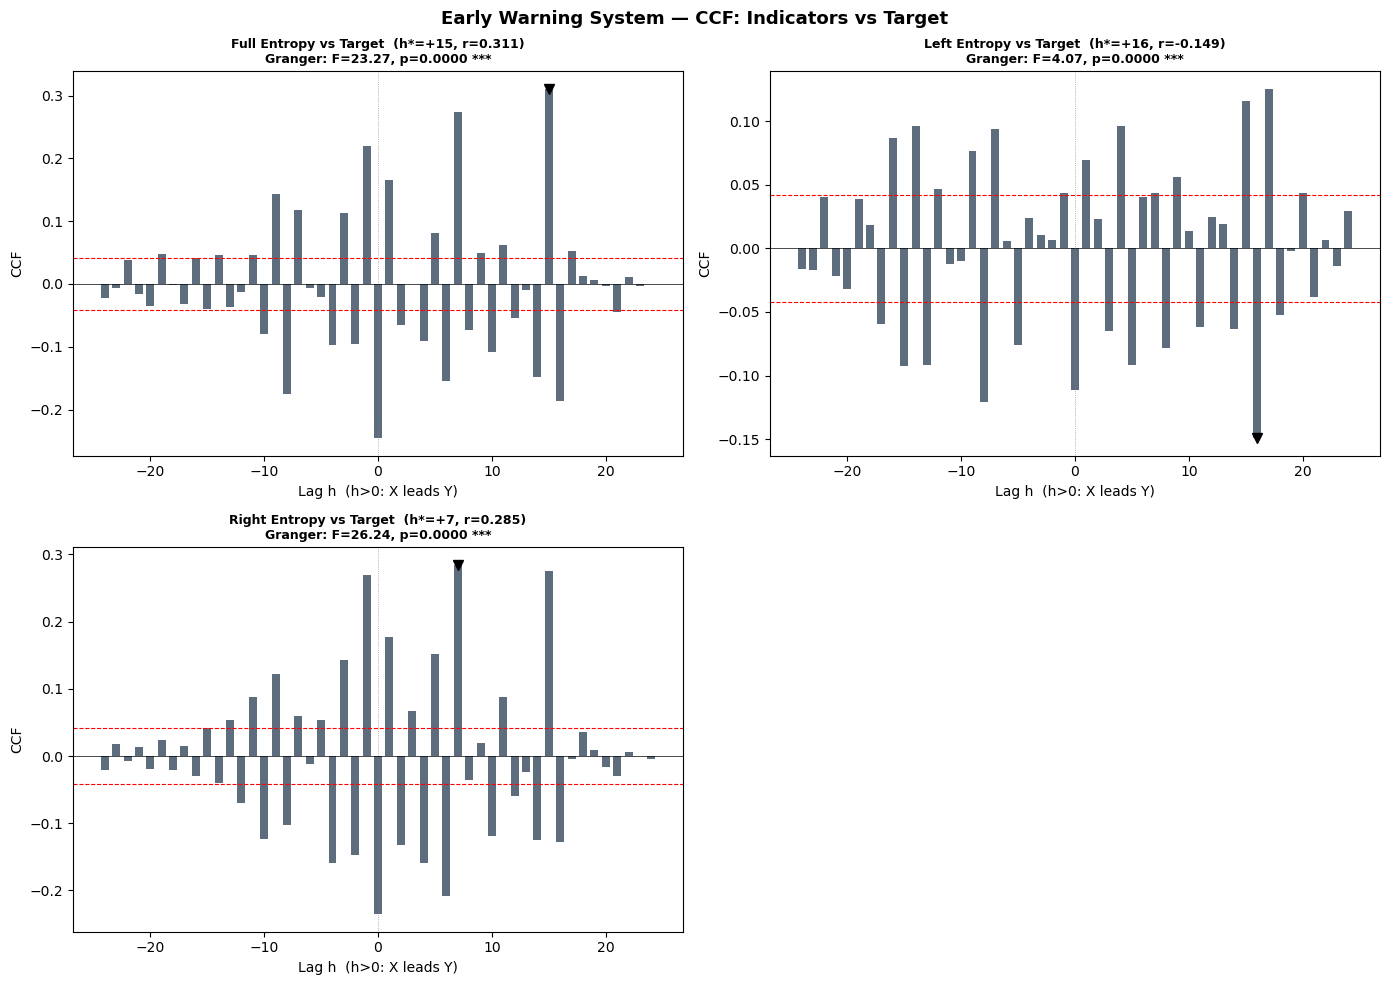 Early Warning System — CCF: Indicators vs Target
Full Entropy vs Target  (h*=+15, r=0.311)
Granger: F=23.27, p=0.0000 ***
0.3
0.2
0.1
0.0
−0.1
−0.2
CCF
−20
−10
0
10
20
Lag h  (h>0: X leads Y)
Left Entropy vs Target  (h*=+16, r=-0.149)
Granger: F=4.07, p=0.0000 ***
0.10
0.05
0.00
−0.05
−0.10
−0.15
CCF
−20
−10
0
10
20
Lag h  (h>0: X leads Y)
Right Entropy vs Target  (h*=+7, r=0.285)
Granger: F=26.24, p=0.0000 ***
0.3
0.2
0.1
0.0
−0.1
−0.2
CCF
−20
−10
0
10
20
Lag h  (h>0: X leads Y)